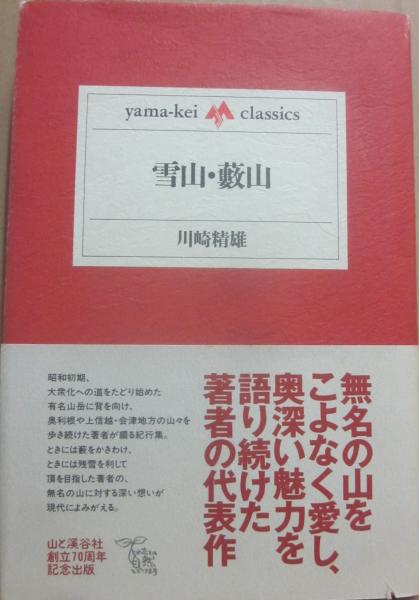 yama-kei classics
雪山・藪山
川崎精雄
無名の山を
こよなく愛し、
奥深い魅力を
語り続けた
著者の代表作
昭和初期、
大衆化への道をたどり始めた
有名山岳に背を向け、
奥利根や上信越・会津地方の山々を
歩き続けた著者が綴る紀行集。
ときには藪をかきわけ、
ときには残雪を利して
頂を目指した著者の、
無名の山に対する深い想いが
現代によみがえる。
山と溪谷社
創立70周年
記念出版
自然